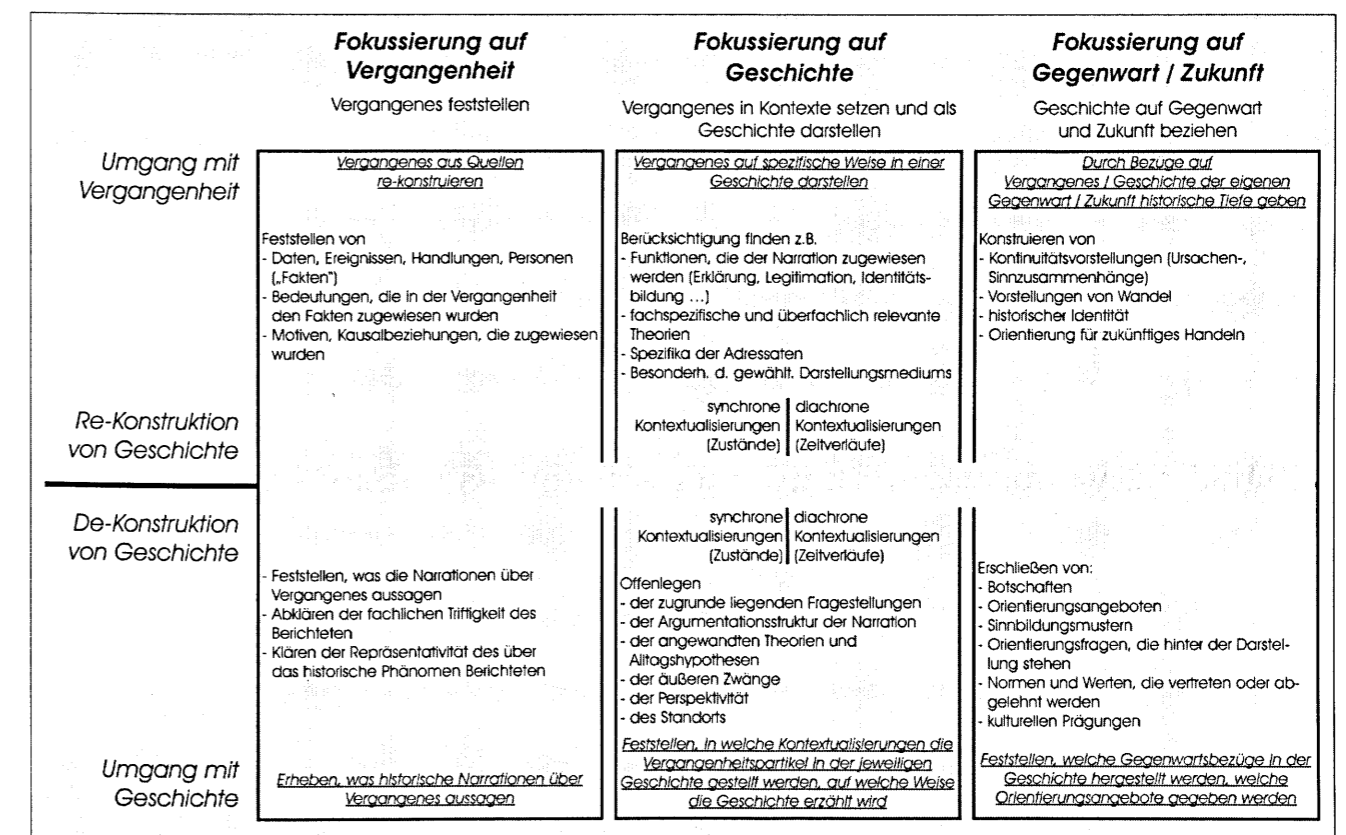 Fokussierung auf
Vergangenheit
Vergangenes feststellen
Fokussierung auf
Geschichte
Vergangenes in Kontexte setzen und als
Geschichte darstellen
Fokussierung auf
Gegenwart / Zukunft
Geschichte auf Gegenwart
und Zukunft beziehen
Umgang mit
Vergangenheit
Vergangenes aus Quellen
re-konstruieren
Feststellen von
- Daten, Ereignissen, Handlungen, Personen
(„Fakten")
- Bedeutungen, die in der Vergangenheit
den Fakten zugewiesen wurden
- Motiven, Kausalbeziehungen, die zugewiesen
wurden
Vergangenes auf spezifische Weise in einer
Geschichte darstellen
Berücksichtigung finden z.B.
- Funktionen, die der Narration zugewiesen
werden (Erklärung, Legitimation, Identitäts-
bildung ...)
- fachspezifische und überfachlich relevante
Theorien
- Spezifika der Adressaten
- Besonderh. d. gewählt. Darstellungsmediums
synchrone
Kontextualisierungen
(Zustände)
diachrone
Kontextualisierungen
(Zeitverläufe)
Durch Bezüge auf
Vergangenes / Geschichte der eigenen
Gegenwart / Zukunft historische Tiefe geben
Konstruieren von
- Kontinuitätsvorstellungen (Ursachen-,
Sinnzusammenhänge)
- Vorstellungen von Wandel
- historischer Identität
- Orientierung für zukünftiges Handeln
Re-Konstruktion
von Geschichte
De-Konstruktion
von Geschichte
- Feststellen, was die Narrationen über
Vergangenes aussagen
- Abklären der fachlichen Triftigkeit des
Berichteten
- Klären der Repräsentativität des über
das historische Phänomen Berichteten
Erheben, was historische Narrationen über
Vergangenes aussagen
synchrone
Kontextualisierungen
(Zustände)
diachrone
Kontextualisierungen
(Zeitverläufe)
Offenlegen
- der zugrunde liegenden Fragestellungen
- der Argumentationsstruktur der Narration
- der angewandten Theorien und
Alltagshypothesen
- der äußeren Zwänge
- der Perspektivität
- des Standorts
Feststellen, in welche Kontextualisierungen die
Vergangenheitspartikel in der jeweiligen
Geschichte gestellt werden, auf welche Weise
die Geschichte erzählt wird
Erschließen von:
- Botschaften
- Orientierungsangeboten
- Sinnbildungsmustern
- Orientierungsfragen, die hinter der Darstel-
lung stehen
- Normen und Werten, die vertreten oder ab-
gelehnt werden
- kulturellen Prägungen
Feststellen, welche Gegenwartsbezüge in der
Geschichte hergestellt werden, welche
Orientierungsangebote gegeben werden
Umgang mit
Geschichte